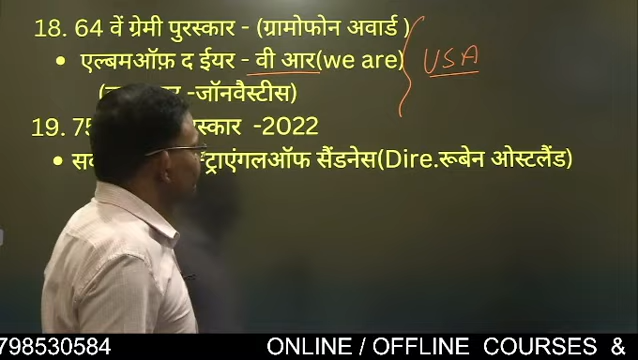 18. 64 वें ग्रेमी पुरस्कार - (ग्रामोफोन अवार्ड )
• एल्बमऑफ़ द ईयर - वी आर(we are)
USA
-जॉनवैस्टीस)
19. 75 -2022
• ट्राएंगलऑफ सैंडनेस(Dire.रूबेन ओस्टलैंड)
798530584 ONLINE / OFFLINE COURSES &